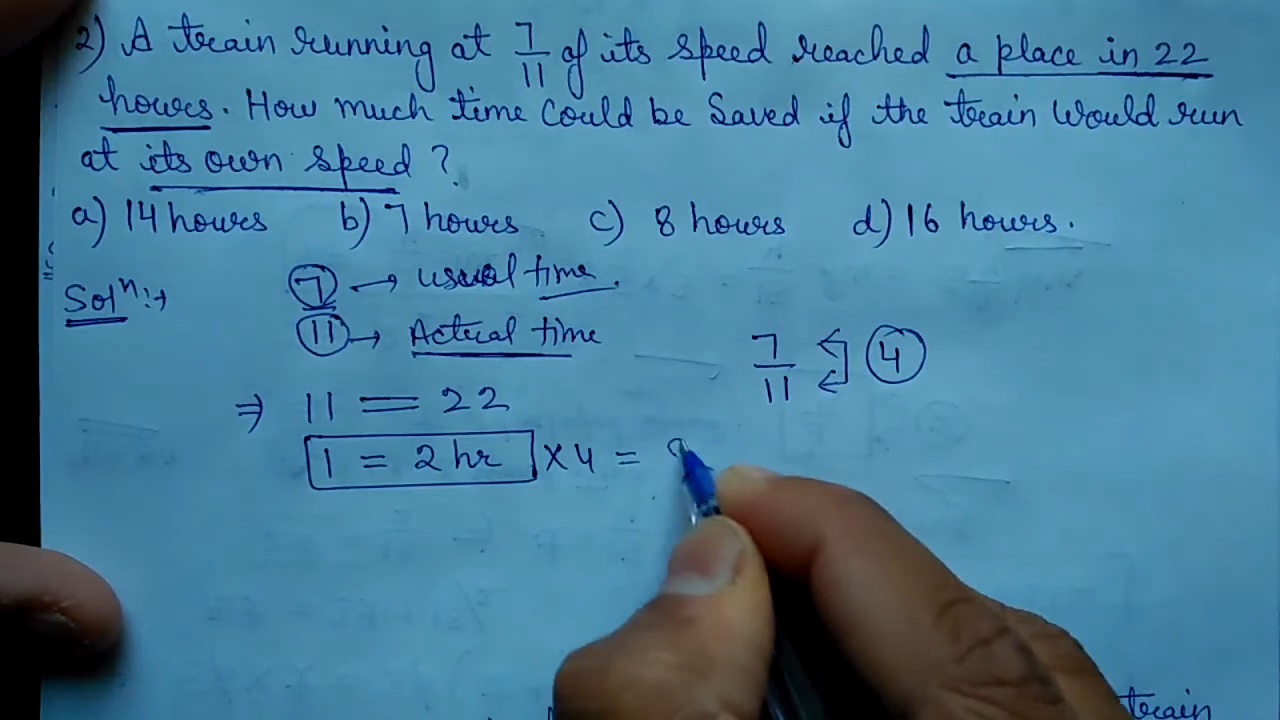 2) A train running at 7/11 of its speed reached a place in 22
hours. How much time could be saved if the train would run
at its own speed?
a) 14 hours b) 7 hours c) 8 hours d) 16 hours.
Solⁿ:→
7 → usual time.
11 → Actual time
7/11 4
⇒ 11 = 22
1 = 2 hr × 4 =
train